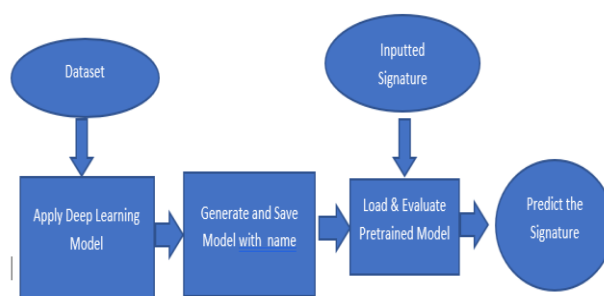 Dataset
Inputted
Signature
Apply Deep Learning
Model
Generate and Save
Model with name
Load & Evaluate
Pretrained Model
Predict the
Signature